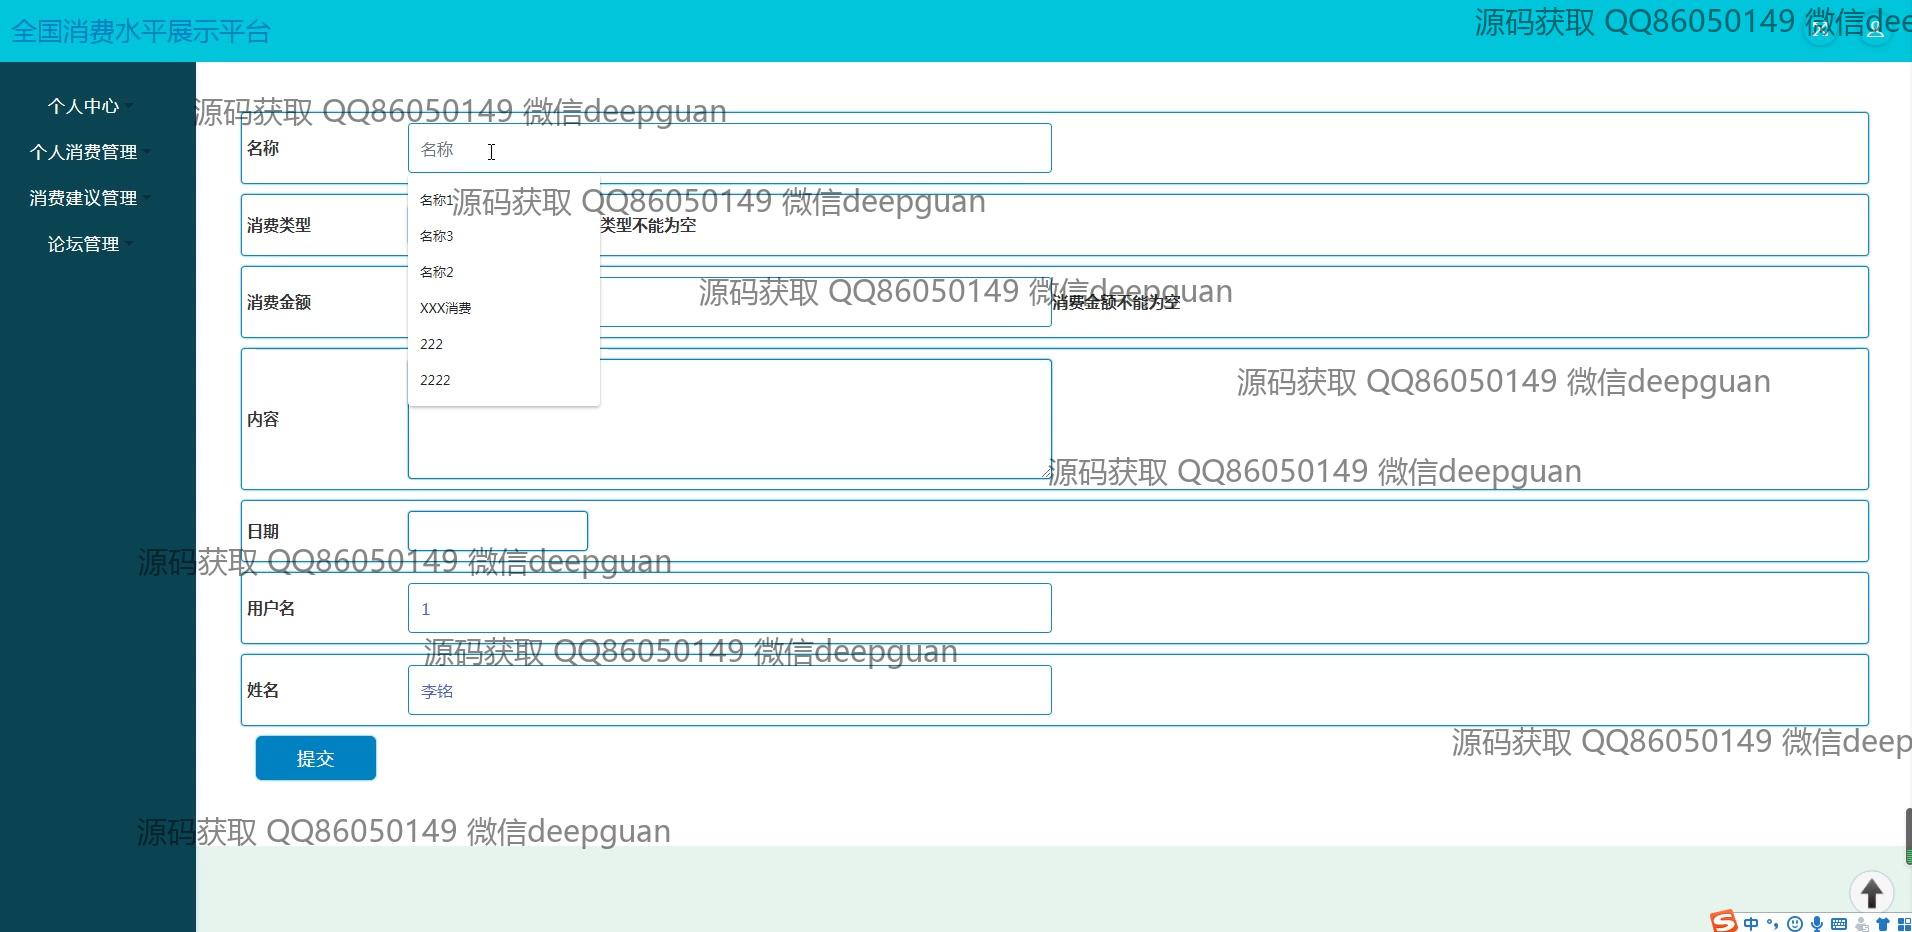 全国消费水平展示平台
源码获取 QQ86050149 微信dee
个人中心
个人消费管理
消费建议管理
论坛管理
源码获取 QQ86050149 微信deepguan
名称
名称
名称1
名称3
名称2
XXX消费
222
2222
源码获取 QQ86050149 微信deepguan
消费类型
类型不能为空
源码获取 QQ86050149 微信deepguan
消费金额
消费金额不能为空
源码获取 QQ86050149 微信deepguan
内容
源码获取 QQ86050149 微信deepguan
日期
源码获取 QQ86050149 微信deepguan
用户名
1
源码获取 QQ86050149 微信deepguan
姓名
李铭
源码获取 QQ86050149 微信deep
提交
源码获取 QQ86050149 微信deepguan
中